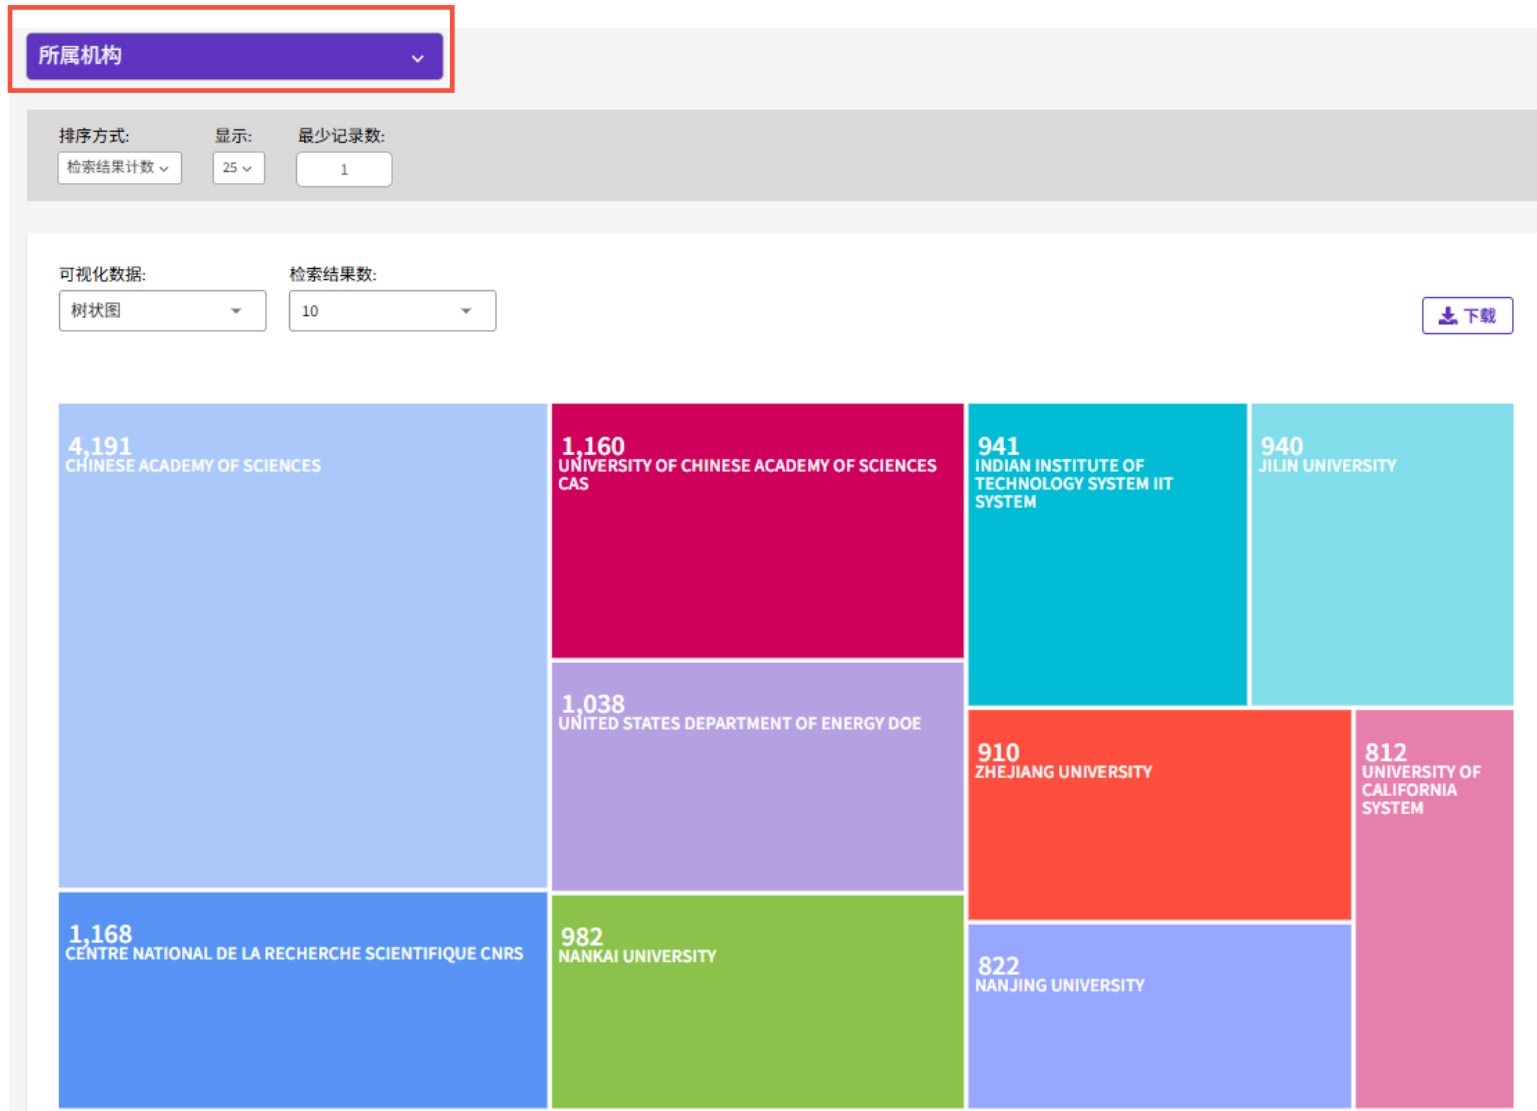 所属机构
排序方式: 显示: 最少记录数:
检索结果计数 25 1
可视化数据: 检索结果数:
树状图 10
下载
4,191
CHINESE ACADEMY OF SCIENCES
1,168
CENTRE NATIONAL DE LA RECHERCHE SCIENTIFIQUE CNRS
1,160
UNIVERSITY OF CHINESE ACADEMY OF SCIENCES
CAS
1,038
UNITED STATES DEPARTMENT OF ENERGY DOE
982
NANKAI UNIVERSITY
941
INDIAN INSTITUTE OF
TECHNOLOGY SYSTEM IIT
SYSTEM
940
JILIN UNIVERSITY
910
ZHEJIANG UNIVERSITY
822
NANJING UNIVERSITY
812
UNIVERSITY OF
CALIFORNIA
SYSTEM